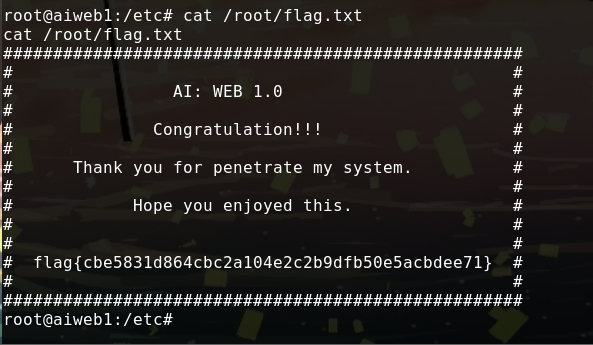 root@aiweb1:/etc# cat /root/flag.txt
cat /root/flag.txt
####################################################
#                                                  #
#                AI: WEB 1.0                       #
#                                                  #
#              Congratulation!!!                   #
#                                                  #
#      Thank you for penetrate my system.          #
#                                                  #
#            Hope you enjoyed this.                #
#                                                  #
#                                                  #
#  flag{cbe5831d864cbc2a104e2c2b9dfb50e5acbdee71}  #
#                                                  #
####################################################
root@aiweb1:/etc#